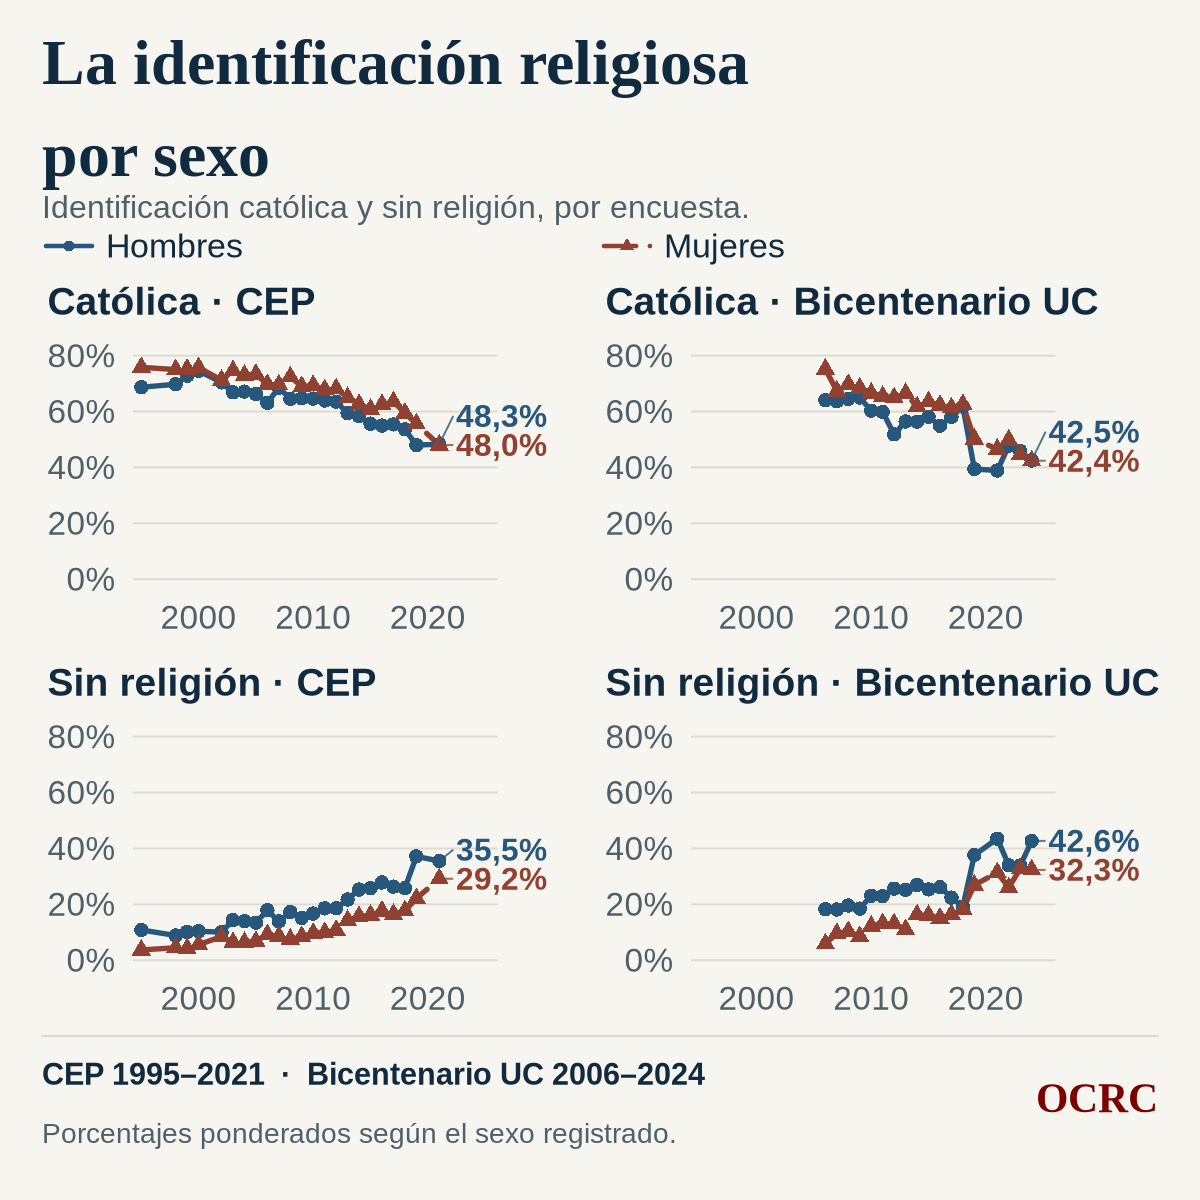 La identificación religiosa
por sexo
Identificación católica y sin religión, por encuesta.
Hombres
Mujeres
Católica · CEP
80%
60%
40%
20%
0%
48,3%
48,0%
2000 2010 2020
Católica · Bicentenario UC
80%
60%
40%
20%
0%
42,5%
42,4%
2000 2010 2020
Sin religión · CEP
80%
60%
40%
20%
0%
35,5%
29,2%
2000 2010 2020
Sin religión · Bicentenario UC
80%
60%
40%
20%
0%
42,6%
32,3%
2000 2010 2020
CEP 1995–2021 · Bicentenario UC 2006–2024
Porcentajes ponderados según el sexo registrado.
OCRC